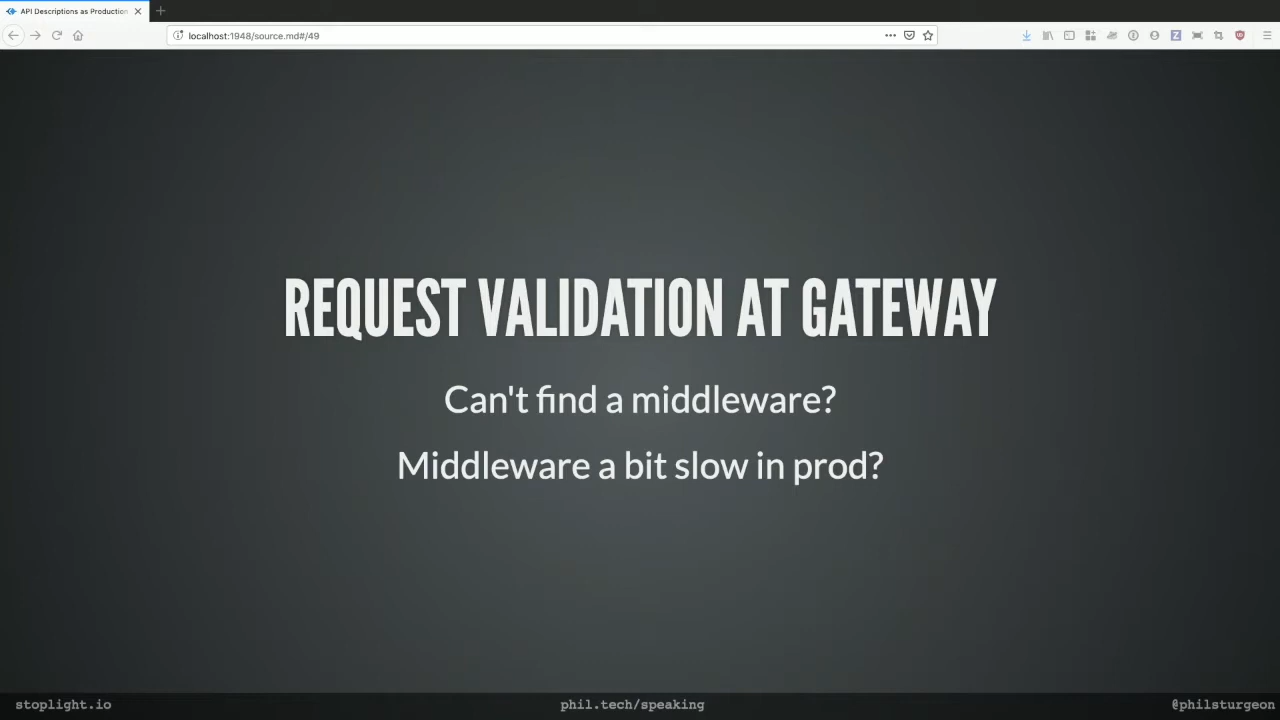 API Descriptions as Production
localhost:1948/source.md#/49
REQUEST VALIDATION AT GATEWAY
Can't find a middleware?
Middleware a bit slow in prod?
stoplight.io
phil.tech/speaking
@philsturgeon